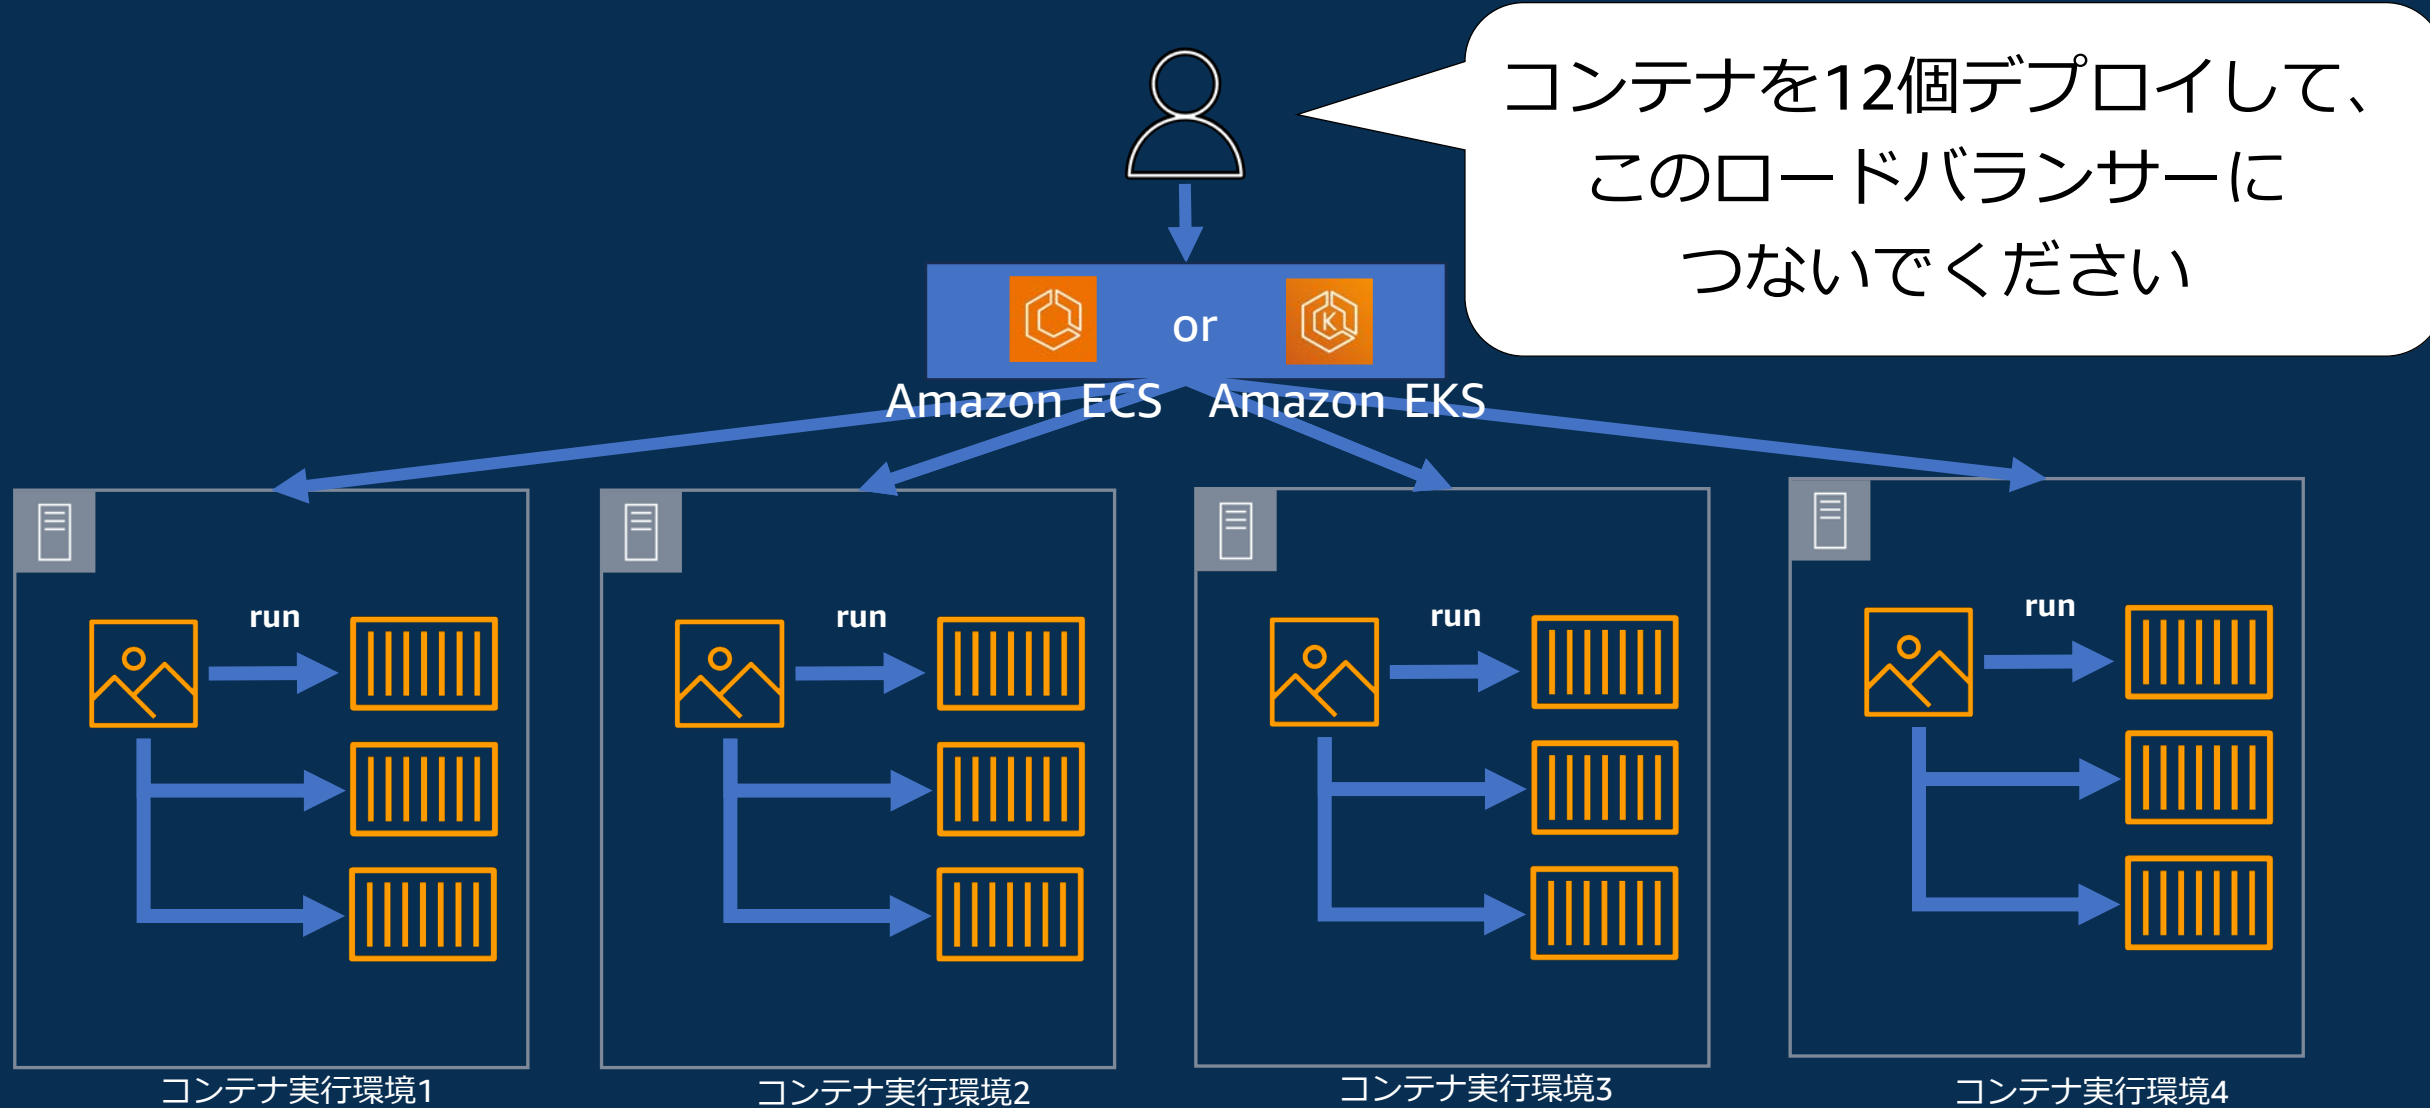 コンテナを12個デプロイして、
このロードバランサーに
つないでください
or
K
Amazon ECS
Amazon EKS
run
run
run
run
コンテナ実行環境1
コンテナ実行環境2
コンテナ実行環境3
コンテナ実行環境4